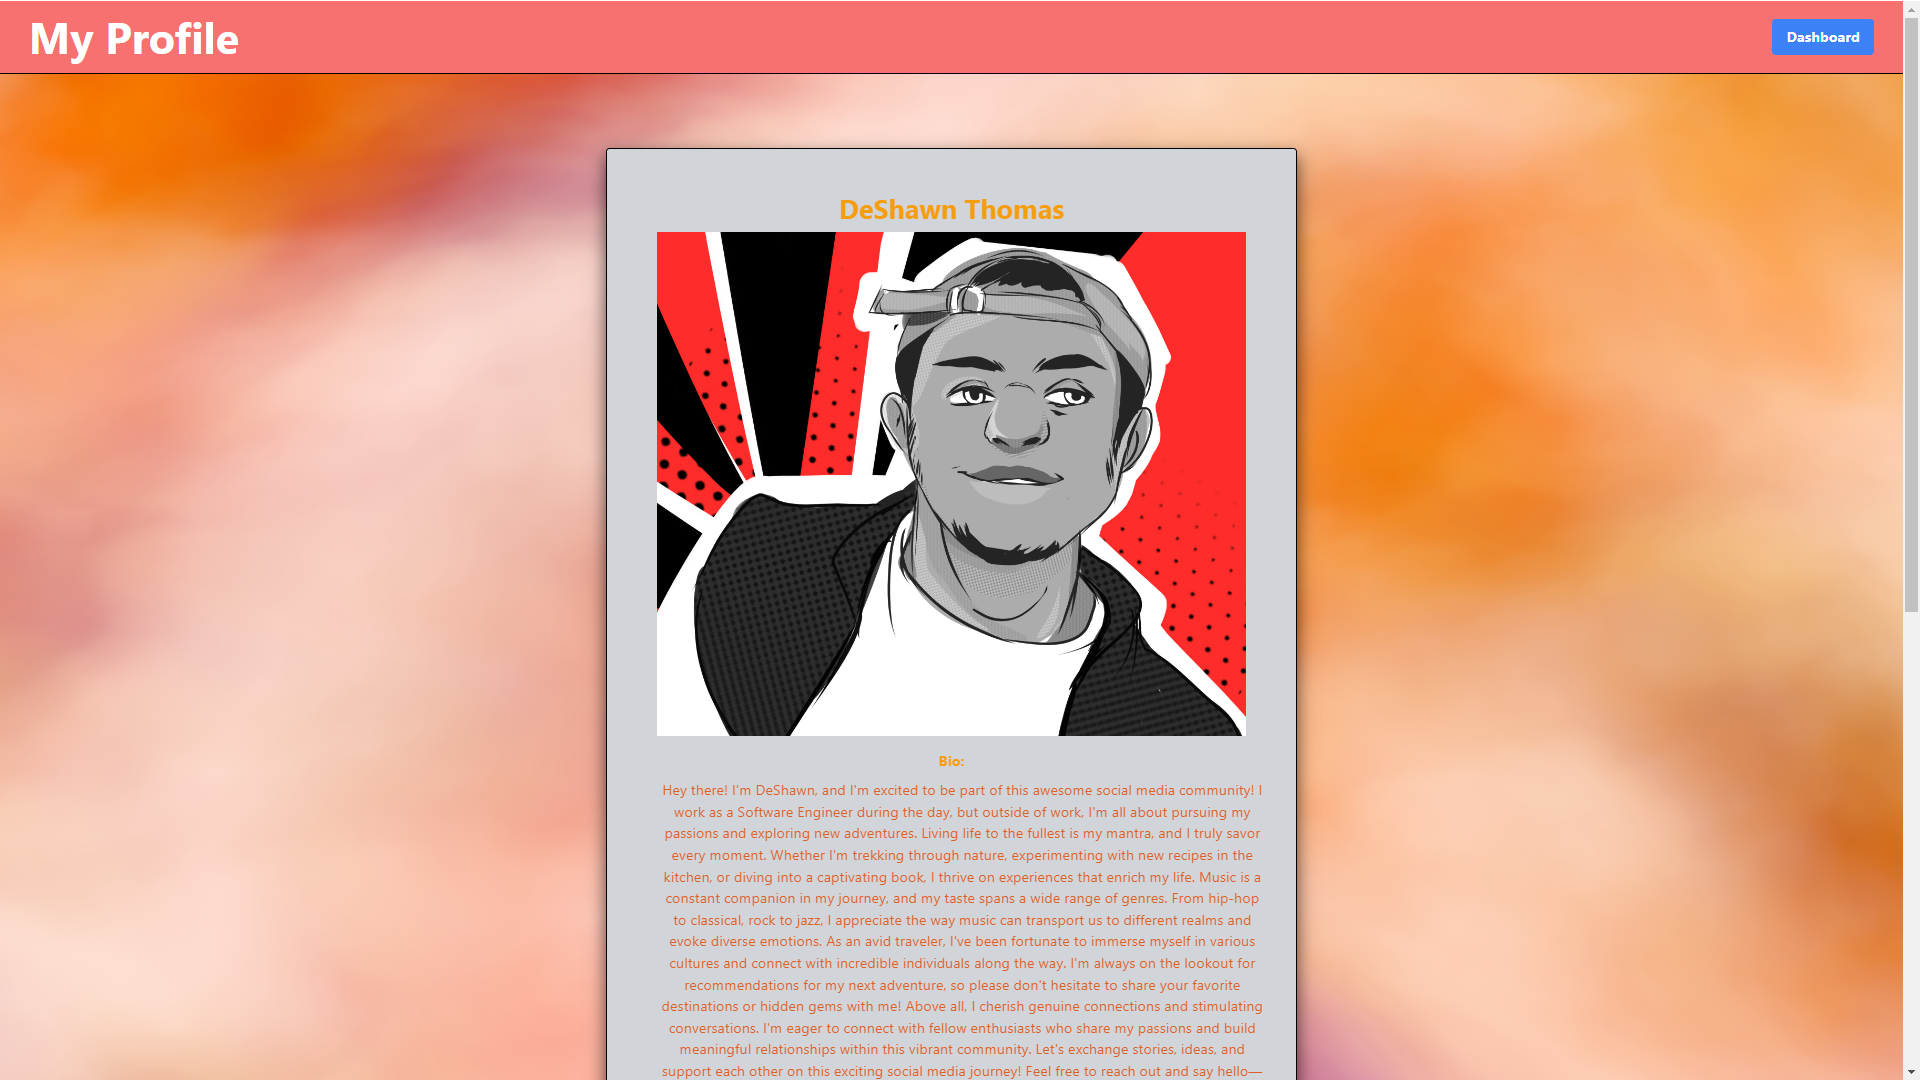 My Profile
Dashboard
DeShawn Thomas
Bio:
Hey there! I'm DeShawn, and I'm excited to be part of this awesome social media community! I
work as a Software Engineer during the day, but outside of work, I'm all about pursuing my
passions and exploring new adventures. Living life to the fullest is my mantra, and I truly savor
every moment. Whether I'm trekking through nature, experimenting with new recipes in the
kitchen, or diving into a captivating book, I thrive on experiences that enrich my life. Music is a
constant companion in my journey, and my taste spans a wide range of genres. From hip-hop
to classical, rock to jazz, I appreciate the way music can transport us to different realms and
evoke diverse emotions. As an avid traveler, I've been fortunate to immerse myself in various
cultures and connect with incredible individuals along the way. I'm always on the lookout for
recommendations for my next adventure, so please don't hesitate to share your favorite
destinations or hidden gems with me! Above all, I cherish genuine connections and stimulating
conversations. I'm eager to connect with fellow enthusiasts who share my passions and build
meaningful relationships within this vibrant community. Let's exchange stories, ideas, and
support each other on this exciting social media journey! Feel free to reach out and say hello—